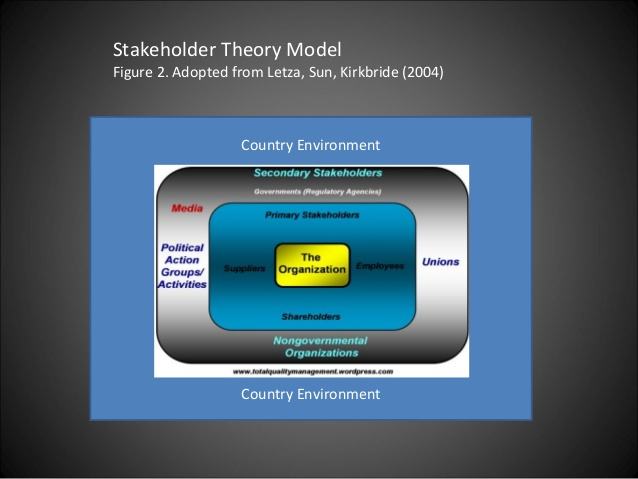 Stakeholder Theory Model
Figure 2. Adopted from Letza, Sun, Kirkbride (2004)
Country Environment
Secondary Stakeholders
Governments (Regulatory Agencies)
Media
Primary Stakeholders
Political
Action
Groups/
Activities
Suppliers
The
Organization
Employees
Unions
Shareholders
Nongovernmental
Organizations
www.totalqualitymanagement.wordpress.com
Country Environment